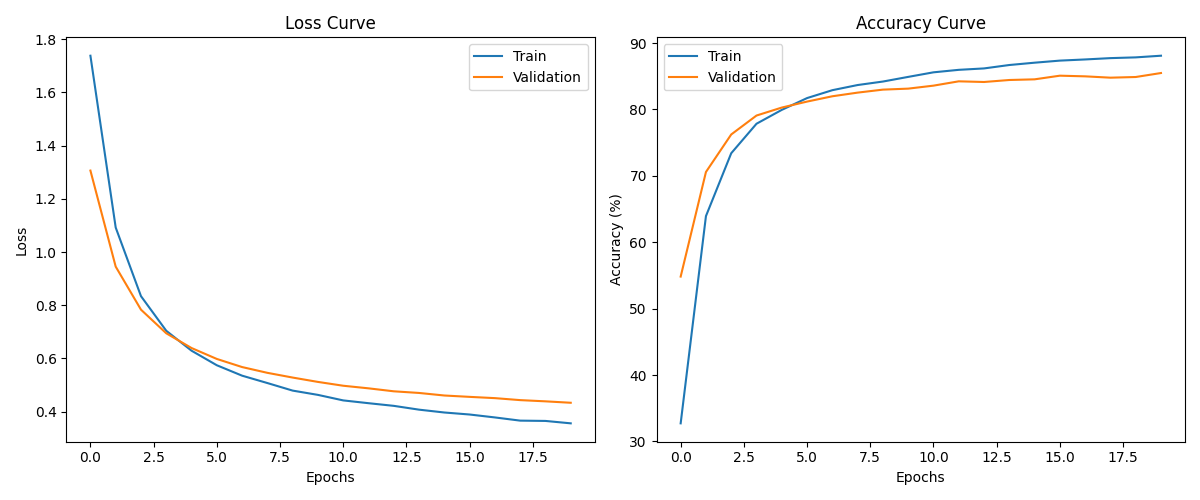 Loss Curve
Loss
1.8
1.6
1.4
1.2
1.0
0.8
0.6
0.4
Train
Validation
0.0 2.5 5.0 7.5 10.0 12.5 15.0 17.5
Epochs
Accuracy Curve
Accuracy (%)
90
80
70
60
50
40
30
Train
Validation
0.0 2.5 5.0 7.5 10.0 12.5 15.0 17.5
Epochs